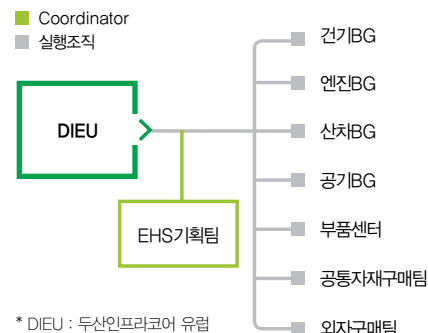 Coordinator
실행조직
DIEU
EHS기획팀
건기BG
엔진BG
산차BG
공기BG
부품센터
공통자재구매팀
외자구매팀
* DIEU : 두산인프라코어 유럽